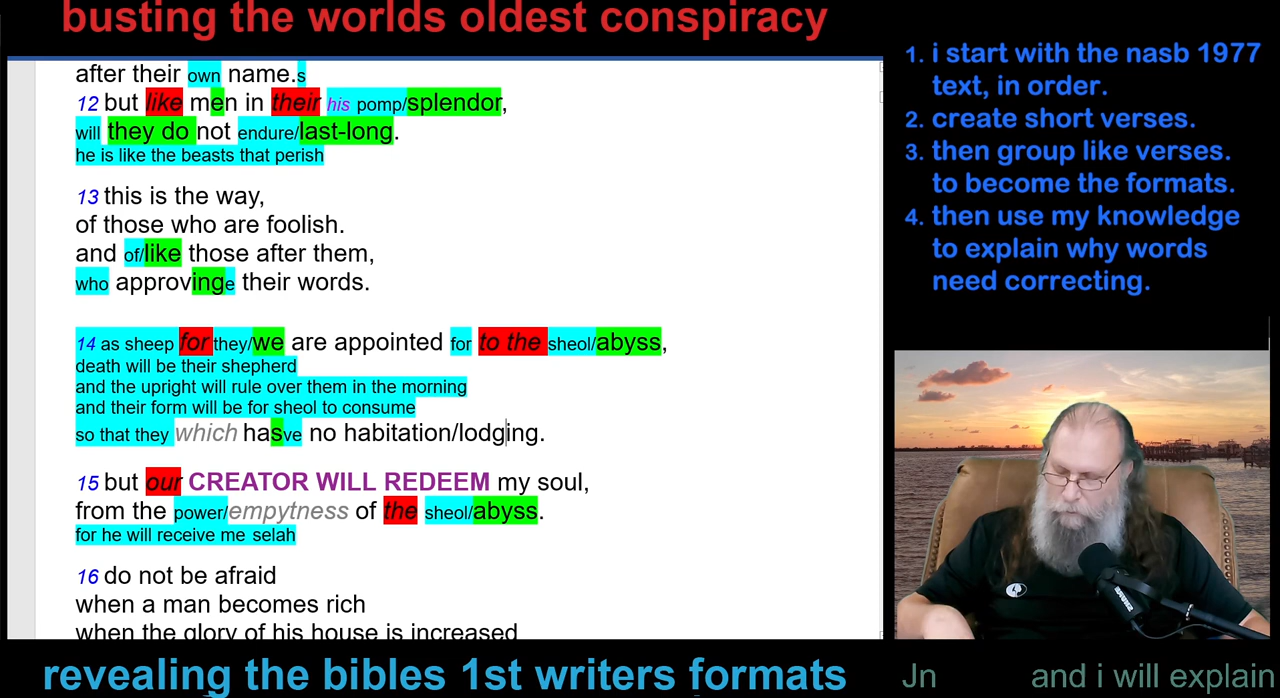 busting the worlds oldest conspiracy
after their own name.s
12 but like men in their his pomp/splendor,
will they do not endure/last-long.
he is like the beasts that perish
13 this is the way,
of those who are foolish.
and of/like those after them,
who approvinge their words.
14 as sheep for they/we are appointed for to the sheol/abyss,
death will be their shepherd
and the upright will rule over them in the morning
and their form will be for sheol to consume
so that they which hasve no habitation/lodging.
15 but our CREATOR WILL REDEEM my soul,
from the power/empytness of the sheol/abyss.
for he will receive me selah
16 do not be afraid
when a man becomes rich
when the glory of his house is increased
1. i start with the nasb 1977
text, in order.
2. create short verses.
3. then group like verses.
to become the formats.
4. then use my knowledge
to explain why words
need correcting.
revealing the bibles 1st writers formats
Jn and i will explain